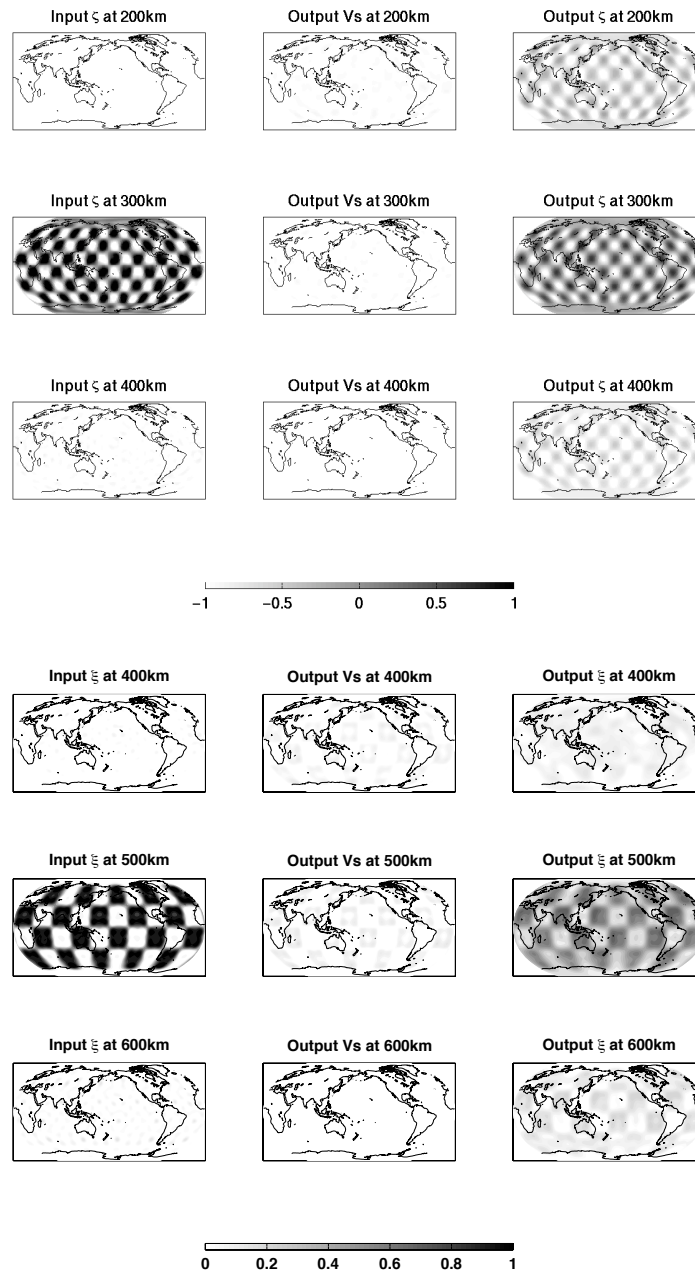 Input ς at 200km
Output Vs at 200km
Output ς at 200km
Input ς at 300km
Output Vs at 300km
Output ς at 300km
Input ς at 400km
Output Vs at 400km
Output ς at 400km
−1 −0.5 0 0.5 1
Input ξ at 400km
Output Vs at 400km
Output ξ at 400km
Input ξ at 500km
Output Vs at 500km
Output ξ at 500km
Input ξ at 600km
Output Vs at 600km
Output ξ at 600km
0 0.2 0.4 0.6 0.8 1